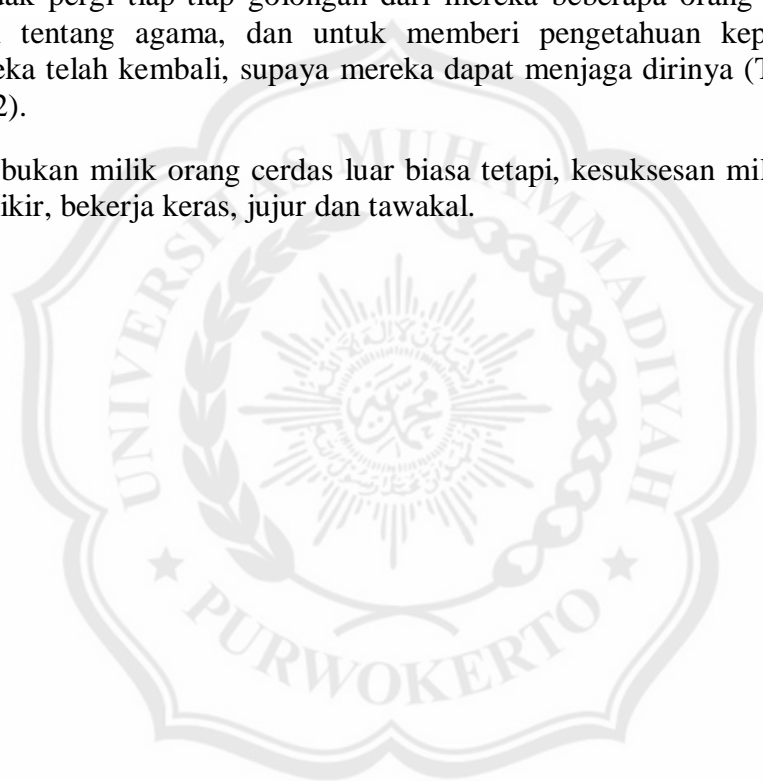 dak pergi tiap-tiap golongan dari mereka beberapa orang
tentang agama, dan untuk memberi pengetahuan kep
eka telah kembali, supaya mereka dapat menjaga dirinya (T
2).
bukan milik orang cerdas luar biasa tetapi, kesuksesan mil
ikir, bekerja keras, jujur dan tawakal.
UNIVERSITAS MUHAMMADIYAH
PURWOKERTO